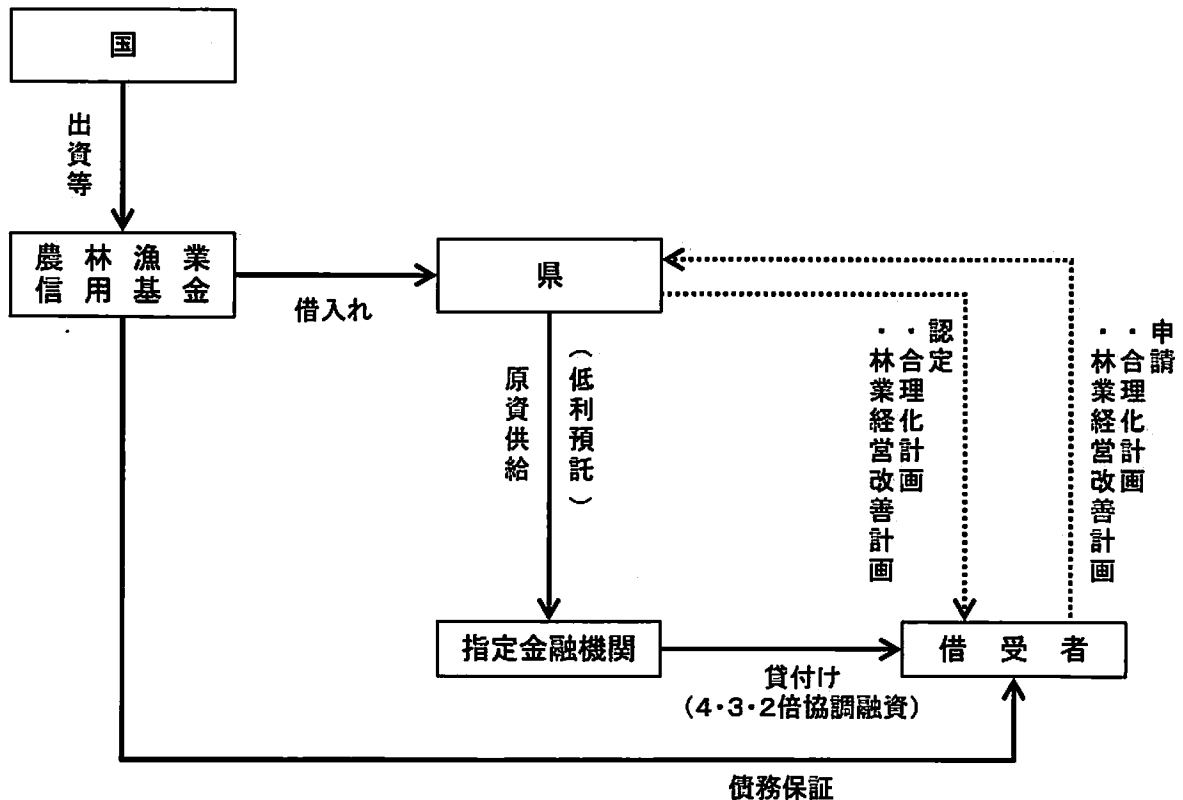 国
出資等
農林漁業
信用基金
借入れ
県
原資供給
（低利預託）
認定
・合理化計画
・林業経営改善計画
申請
・合理化計画
・林業経営改善計画
指定金融機関
貸付け
（4・3・2倍協調融資）
借受者
債務保証